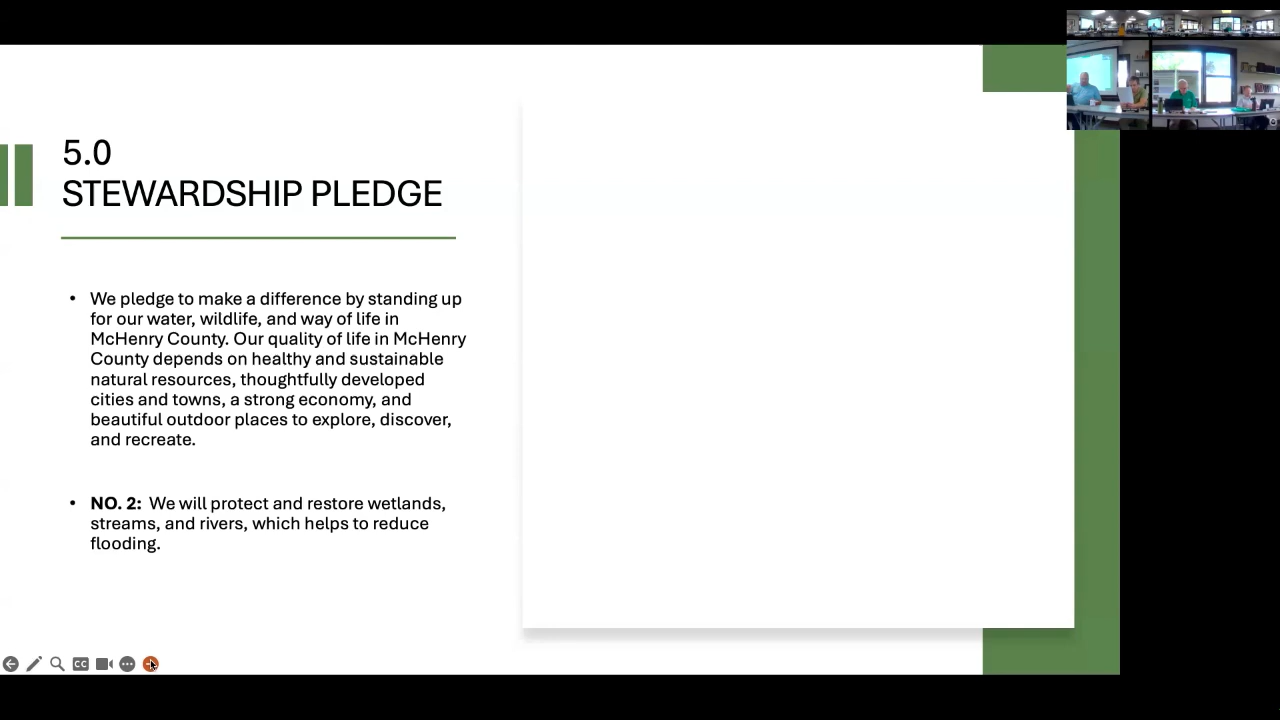 5.0
STEWARDSHIP PLEDGE
• We pledge to make a difference by standing up
for our water, wildlife, and way of life in
McHenry County. Our quality of life in McHenry
County depends on healthy and sustainable
natural resources, thoughtfully developed
cities and towns, a strong economy, and
beautiful outdoor places to explore, discover,
and recreate.
• NO. 2: We will protect and restore wetlands,
streams, and rivers, which helps to reduce
flooding.
CC